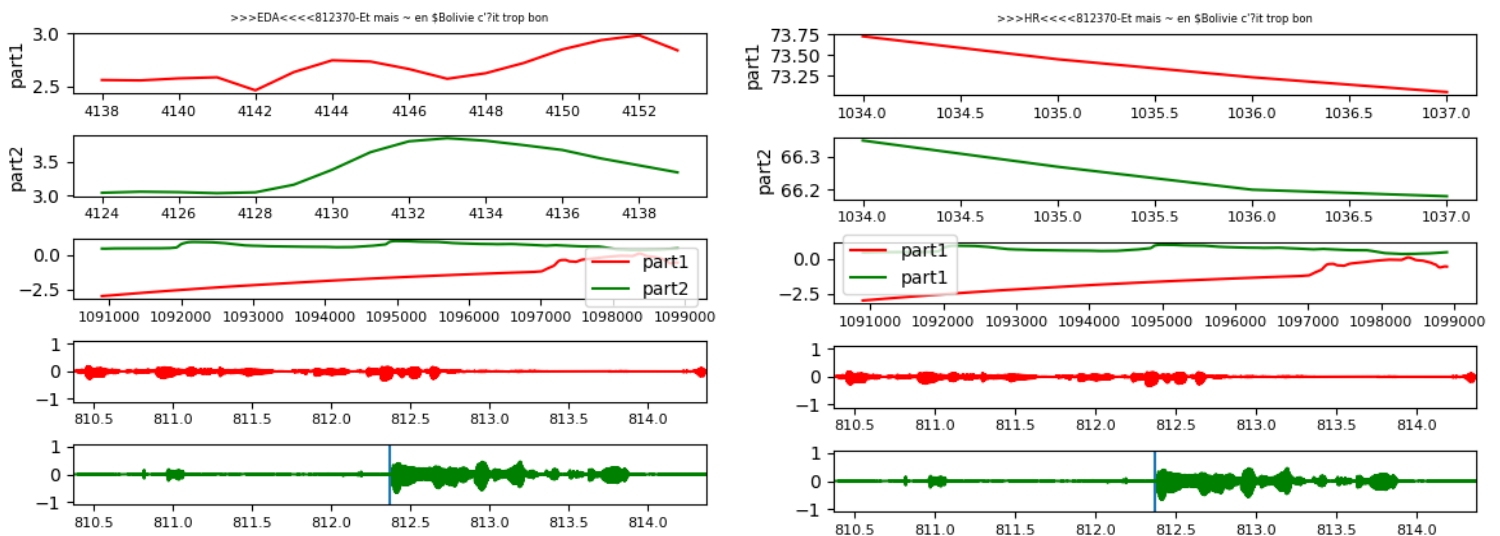 >>>EDA<<<<812370-Et mais ~ en $Bolivie c'?it trop bon
part1
3.0
2.5
4138 4140 4142 4144 4146 4148 4150 4152
part2
3.5
3.0
4124 4126 4128 4130 4132 4134 4136 4138
0.0
−2.5
part1
part2
1091000 1092000 1093000 1094000 1095000 1096000 1097000 1098000 1099000
1
0
−1
810.5 811.0 811.5 812.0 812.5 813.0 813.5 814.0
1
0
−1
810.5 811.0 811.5 812.0 812.5 813.0 813.5 814.0
>>>HR<<<<812370-Et mais ~ en $Bolivie c'?it trop bon
part1
73.75
73.50
73.25
1034.0 1034.5 1035.0 1035.5 1036.0 1036.5 1037.0
part2
66.3
66.2
1034.0 1034.5 1035.0 1035.5 1036.0 1036.5 1037.0
0.0
−2.5
part1
part1
1091000 1092000 1093000 1094000 1095000 1096000 1097000 1098000 1099000
1
0
−1
810.5 811.0 811.5 812.0 812.5 813.0 813.5 814.0
1
0
−1
810.5 811.0 811.5 812.0 812.5 813.0 813.5 814.0